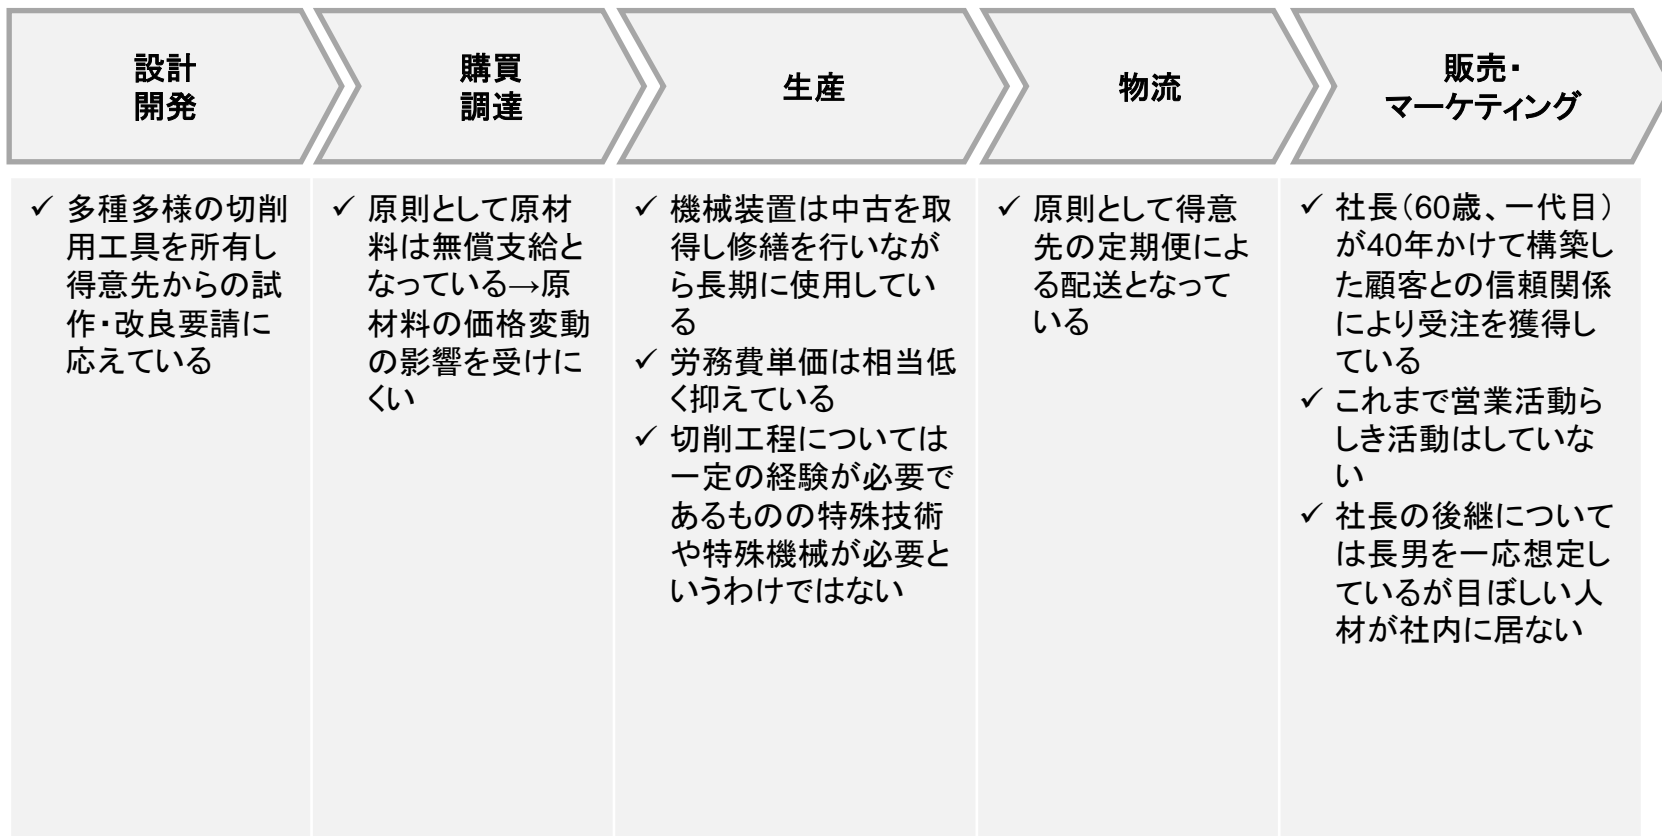 設計
開発
購買
調達
生産
物流
販売・
マーケティング
✓ 多種多様の切削
用工具を所有し
得意先からの試
作・改良要請に
応えている
✓ 原則として原材
料は無償支給と
なっている→原
材料の価格変動
の影響を受けに
くい
✓ 機械装置は中古を取
得し修繕を行いなが
ら長期に使用してい
る
✓ 労務費単価は相当低
く抑えている
✓ 切削工程については
一定の経験が必要で
あるものの特殊技術
や特殊機械が必要と
いうわけではない
✓ 原則として得意
先の定期便によ
る配送となって
いる
✓ 社長（60歳、一代目）
が40年かけて構築し
た顧客との信頼関係
により受注を獲得し
ている
✓ これまで営業活動ら
しき活動はしていな
い
✓ 社長の後継について
は長男を一応想定し
ているが目ぼしい人
材が社内に居ない